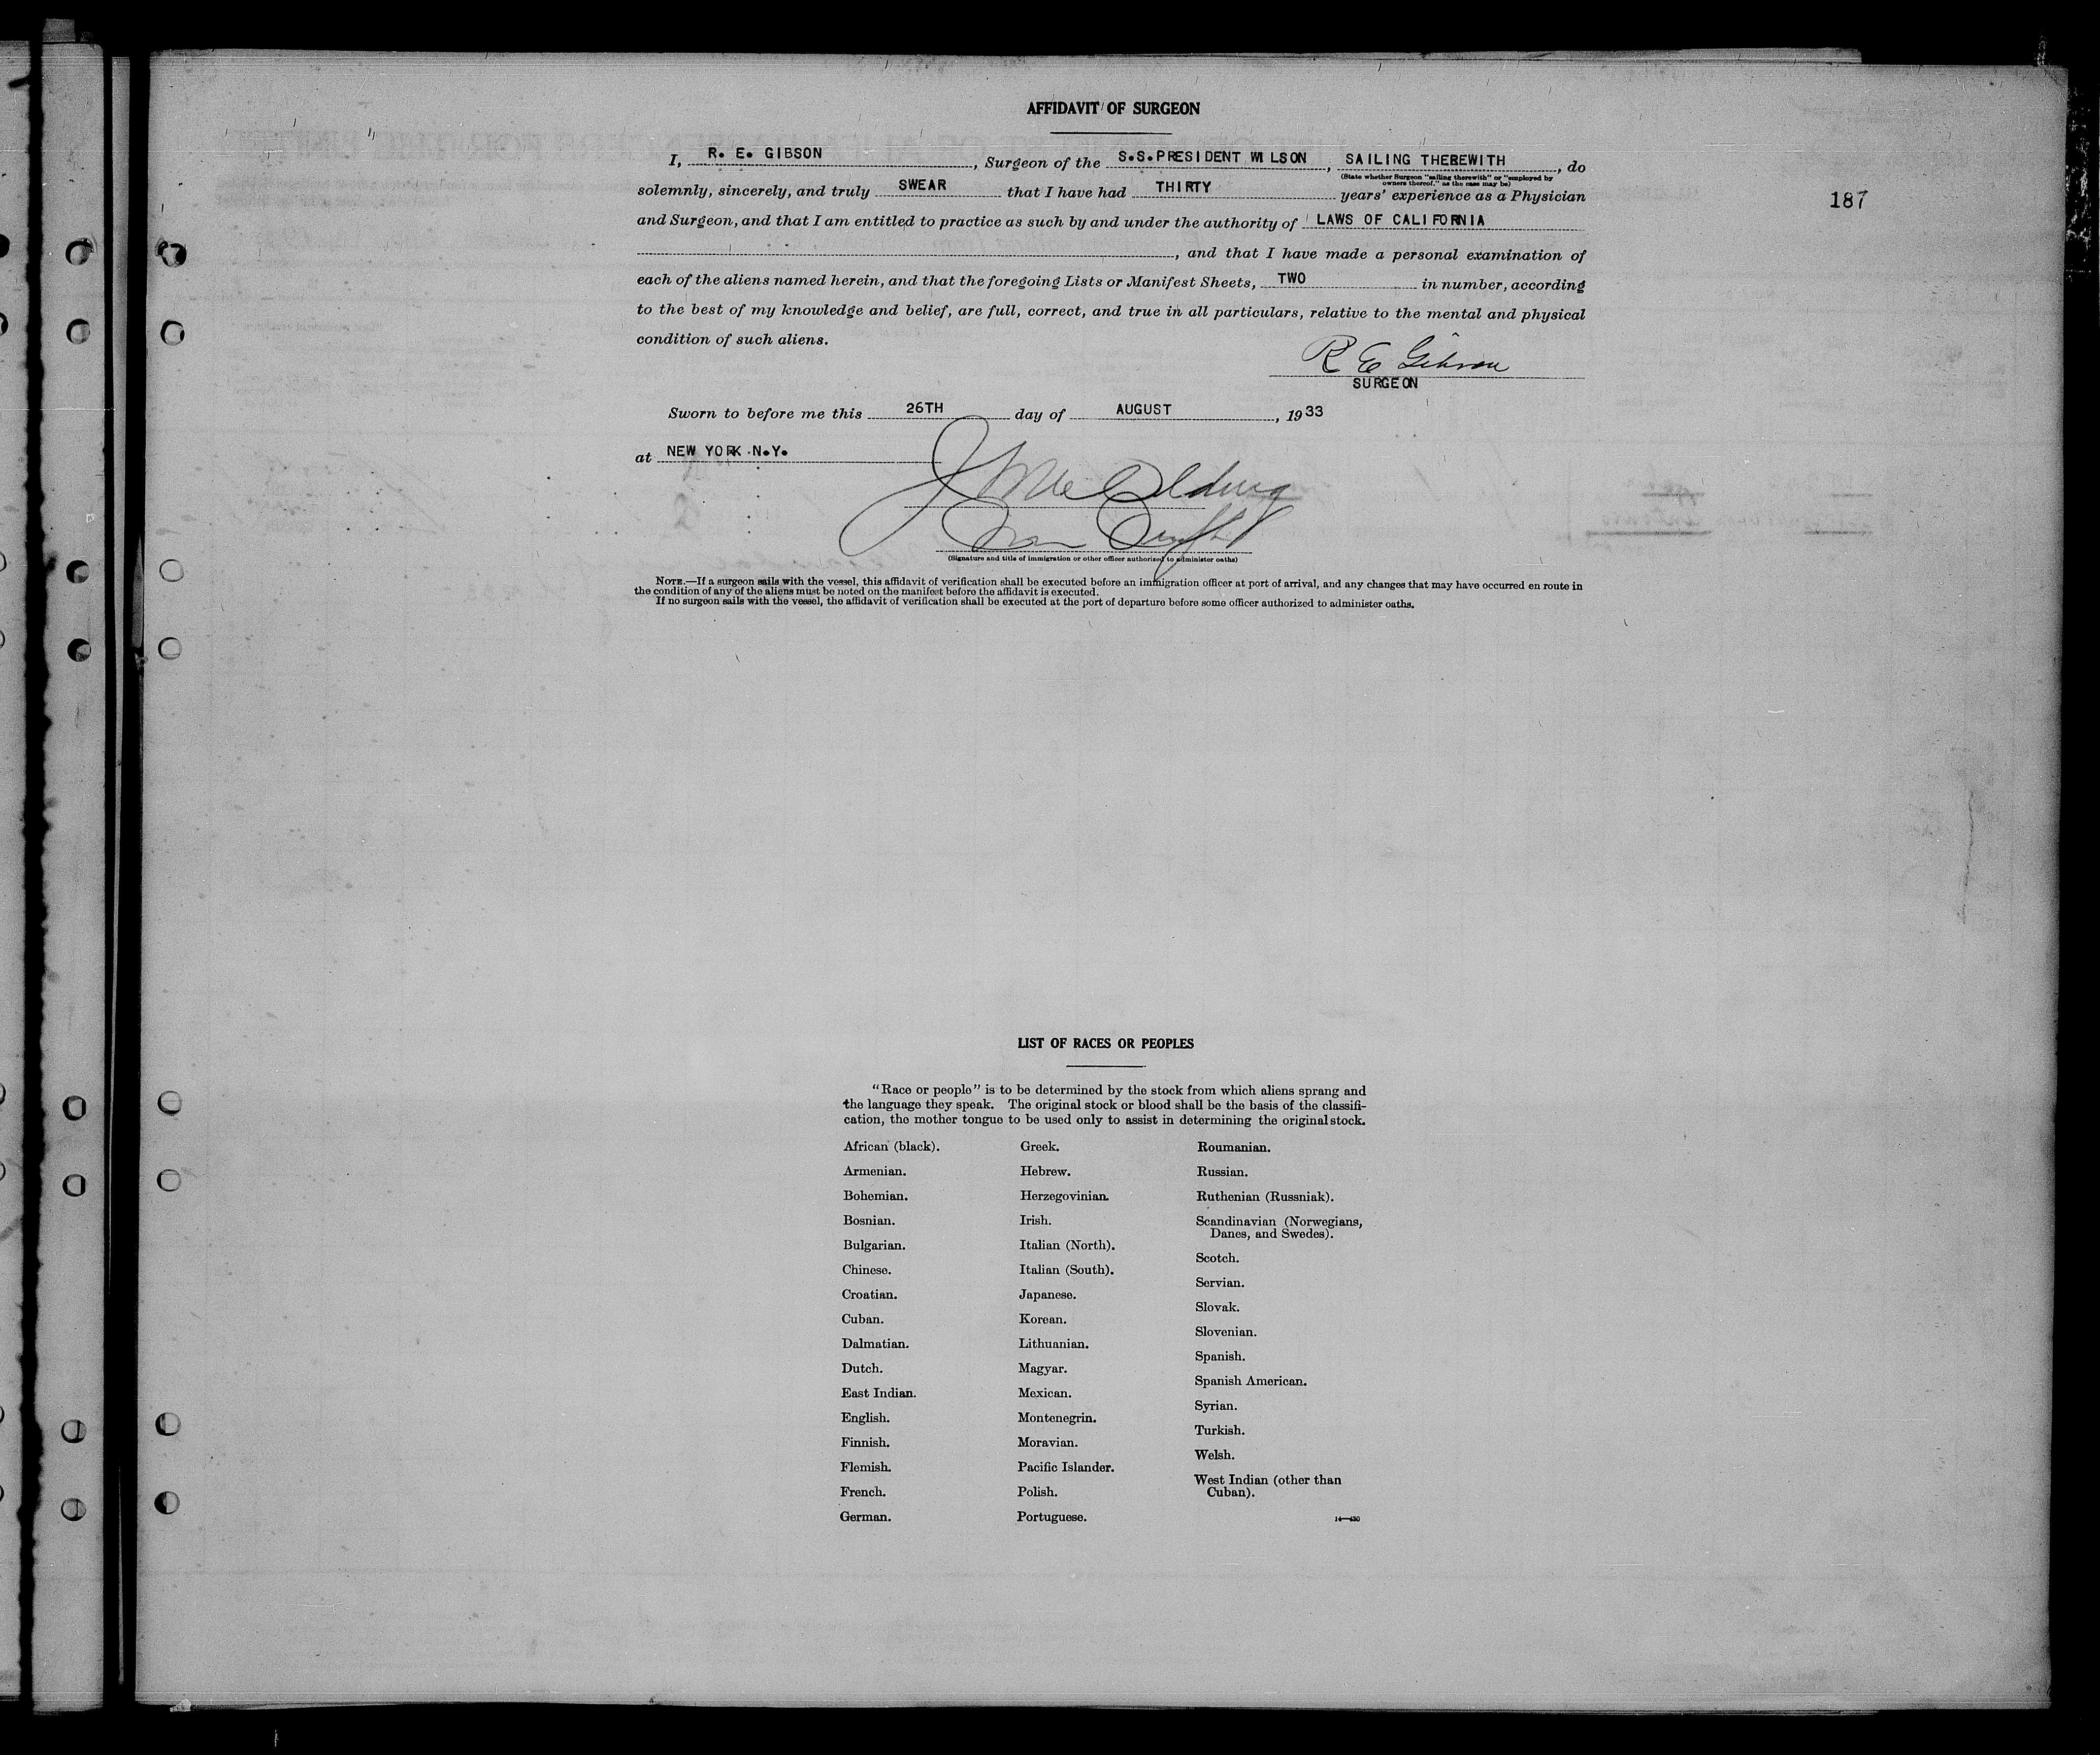 AFFIDAVIT OF SURGEON
I, R. E. GIBSON, Surgeon of the S.S.PRESIDENT WILSON, SAILING THEREWITH, do
(State whether Surgeon "sailing therewith" or "employed by owners thereof," as the case may be)
solemnly, sincerely, and truly SWEAR that I have had THIRTY years' experience as a Physician
187
and Surgeon, and that I am entitled to practice as such by and under the authority of LAWS OF CALIFORNIA
, and that I have made a personal examination of
each of the aliens named herein, and that the foregoing Lists or Manifest Sheets, TWO in number, according
to the best of my knowledge and belief, are full, correct, and true in all particulars, relative to the mental and physical
condition of such aliens.
R E Gibson
SURGEON
Sworn to before me this 26TH day of AUGUST, 1933
at NEW YORK N.Y.
(Signature and title of immigration or other officer authorized to administer oaths)
NOTE.—If a surgeon sails with the vessel, this affidavit of verification shall be executed before an immigration officer at port of arrival, and any changes that may have occurred en route in
the condition of any of the aliens must be noted on the manifest before the affidavit is executed.
If no surgeon sails with the vessel, the affidavit of verification shall be executed at the port of departure before some officer authorized to administer oaths.
LIST OF RACES OR PEOPLES
"Race or people" is to be determined by the stock from which aliens sprang and
the language they speak. The original stock or blood shall be the basis of the classifi-
cation, the mother tongue to be used only to assist in determining the original stock.
African (black).
Armenian.
Bohemian.
Bosnian.
Bulgarian.
Chinese.
Croatian.
Cuban.
Dalmatian.
Dutch.
East Indian.
English.
Finnish.
Flemish.
French.
German.
Greek.
Hebrew.
Herzegovinian.
Irish.
Italian (North).
Italian (South).
Japanese.
Korean.
Lithuanian.
Magyar.
Mexican.
Montenegrin.
Moravian.
Pacific Islander.
Polish.
Portuguese.
Roumanian.
Russian.
Ruthenian (Russniak).
Scandinavian (Norwegians,
Danes, and Swedes).
Scotch.
Servian.
Slovak.
Slovenian.
Spanish.
Spanish American.
Syrian.
Turkish.
Welsh.
West Indian (other than
Cuban).
14—430